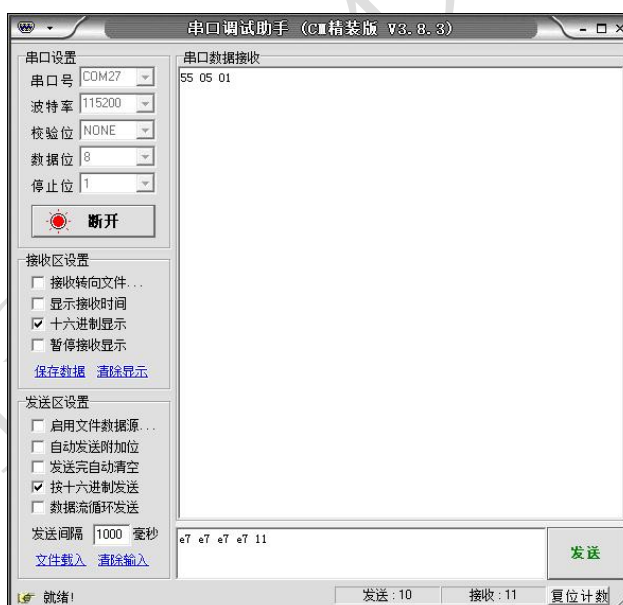 串口调试助手 (CM精装版 V3.8.3)
串口设置
串口号 COM27
波特率 115200
校验位 NONE
数据位 8
停止位 1
断开
接收区设置
接收转向文件...
显示接收时间
十六进制显示
暂停接收显示
保存数据 清除显示
发送区设置
启用文件数据源...
自动发送附加位
发送完自动清空
按十六进制发送
数据流循环发送
发送间隔 1000 毫秒
文件载入 清除输入
串口数据接收
55 05 01
e7 e7 e7 e7 11
发送
就绪! 发送:10 接收:11 复位计数